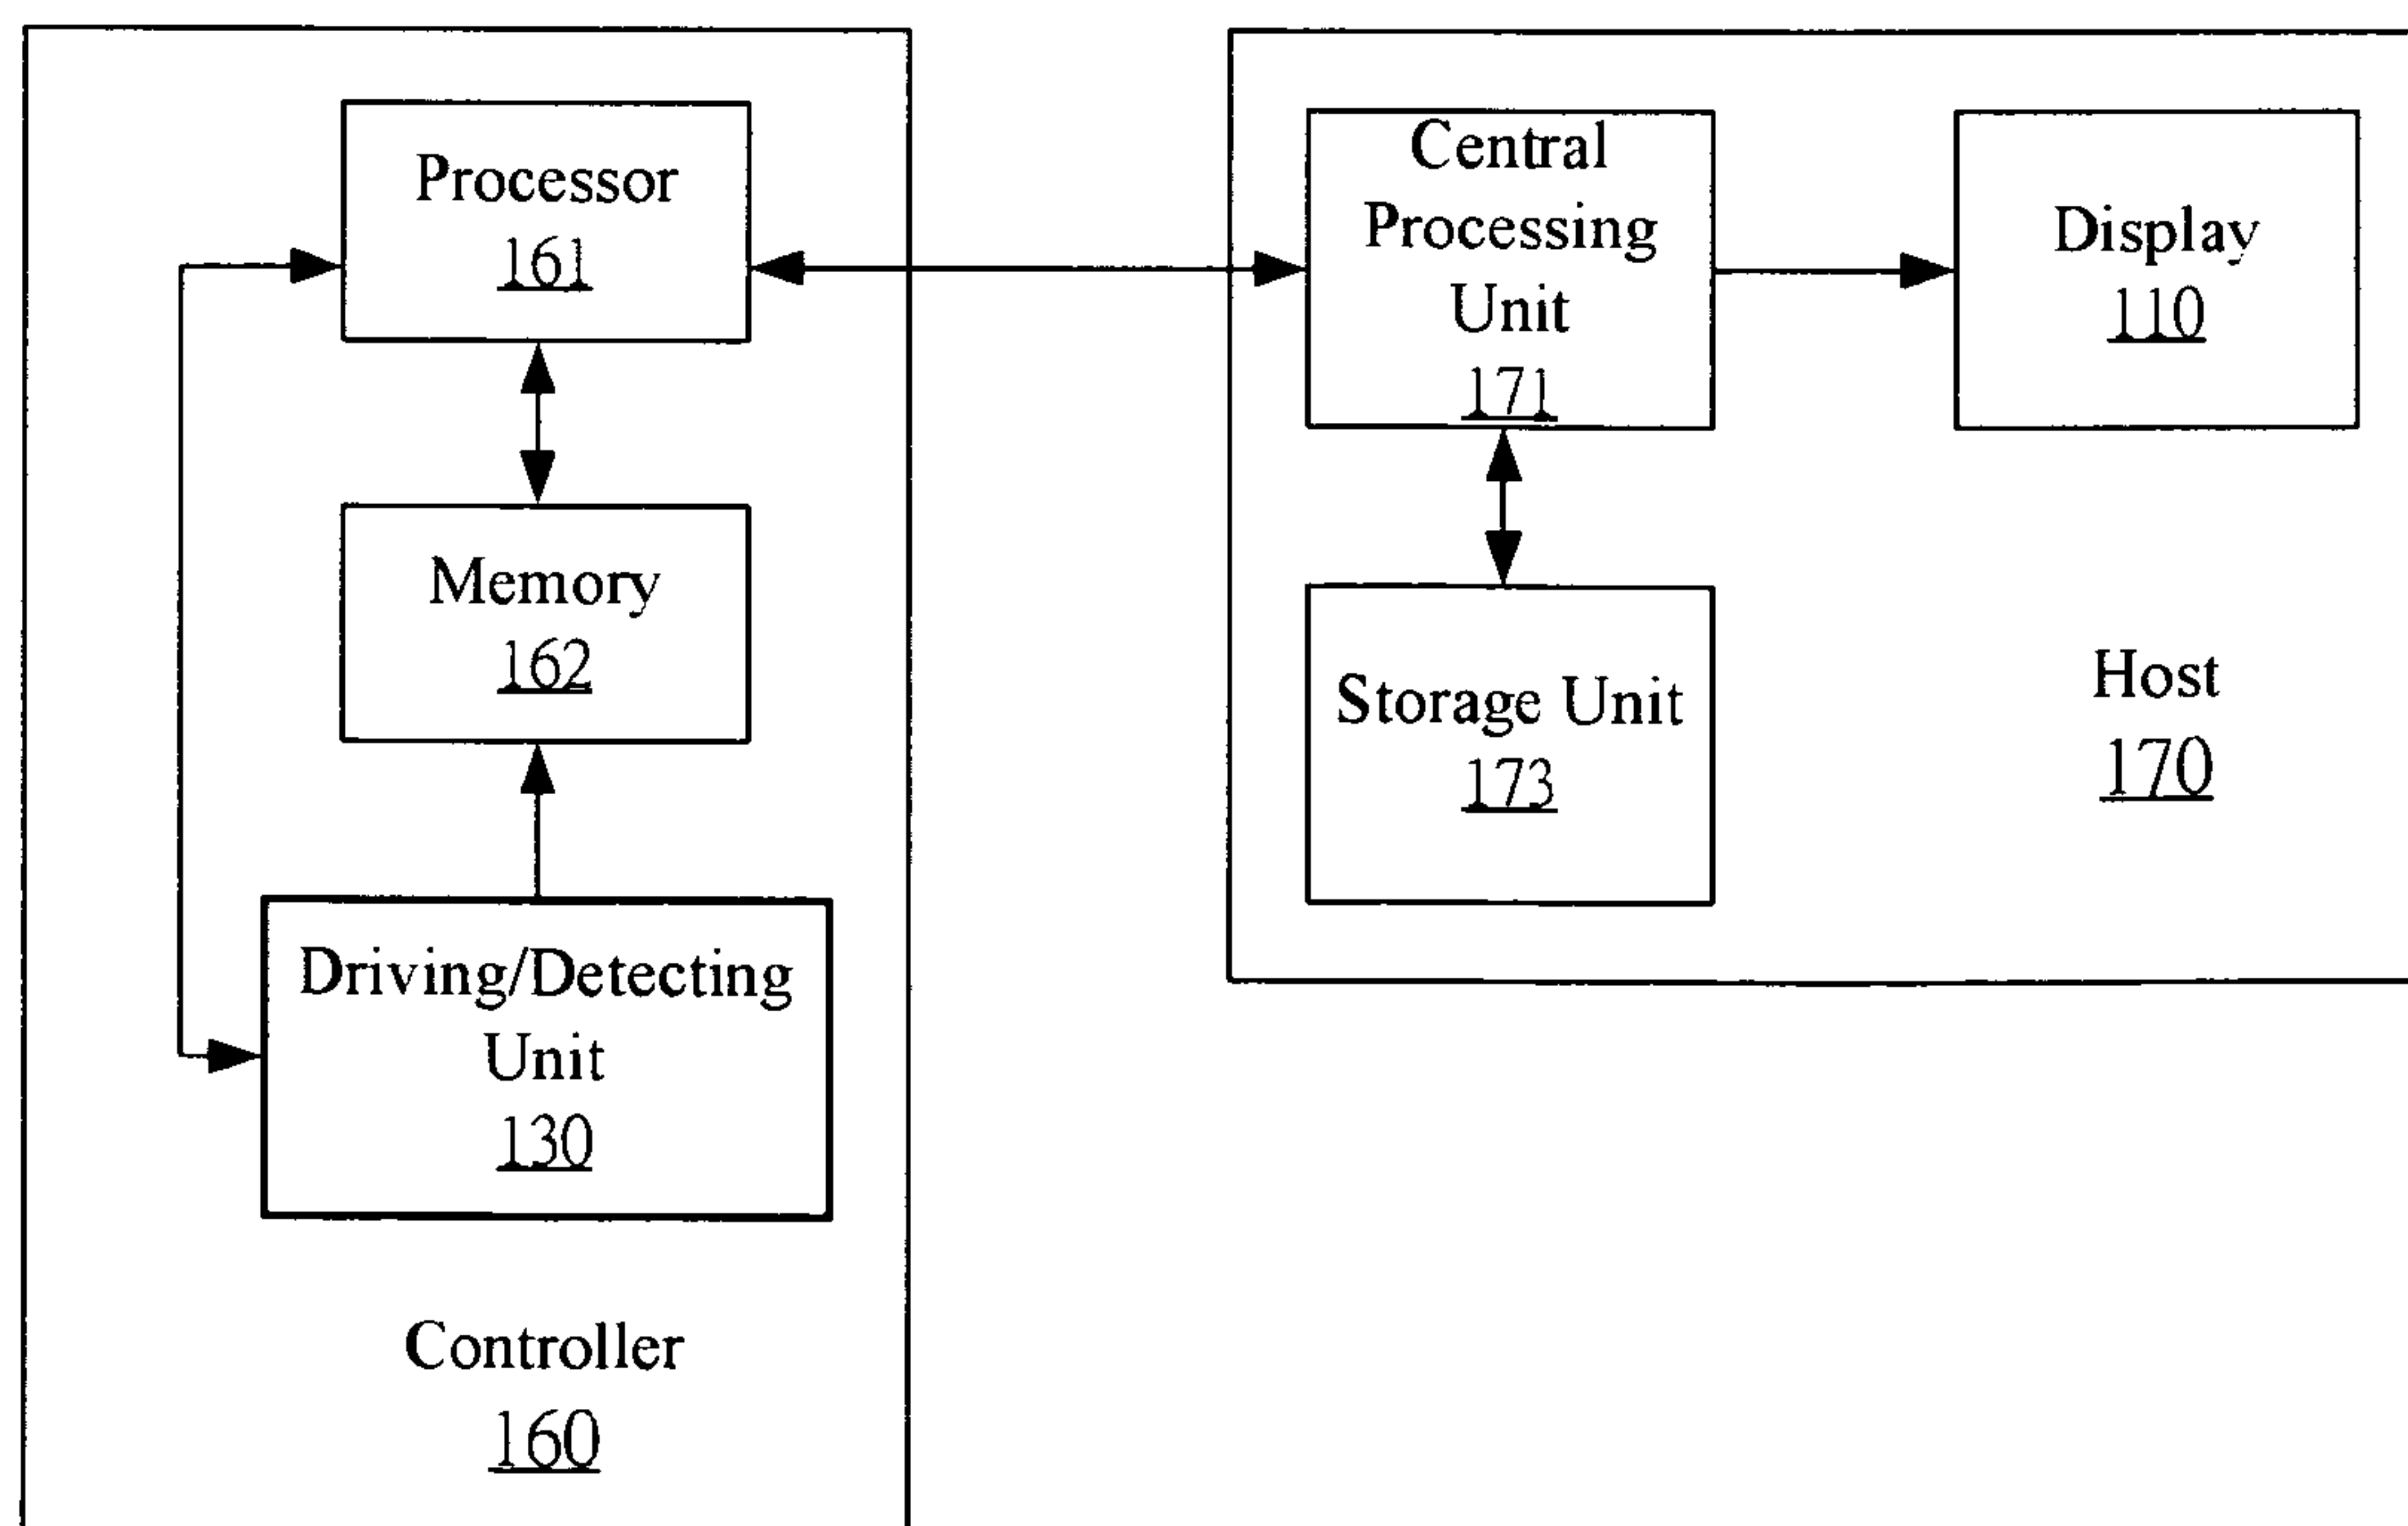 Processor
161
Memory
162
Driving/Detecting
Unit
130
Controller
160
Central
Processing
Unit
171
Display
110
Storage Unit
173
Host
170